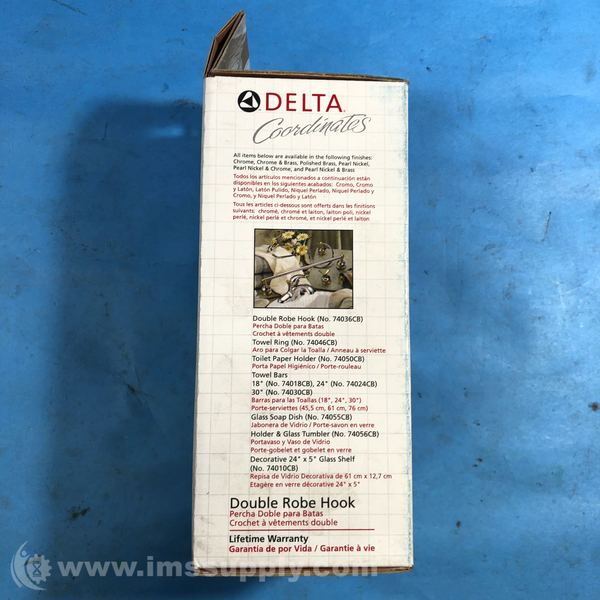 DELTA
Coordinates
All items below are available in the following finishes:
Chrome, Chrome & Brass, Polished Brass, Pearl Nickel,
Pearl Nickel & Chrome, and Pearl Nickel & Brass
Todos los artículos mencionados a continuación están
disponibles en los siguientes acabados: Cromo, Cromo
y Latón, Latón Pulido, Niquel Perlado, Niquel Perlado y
Cromo, y Niquel Perlado y Latón
Tous les articles ci-dessous sont offerts dans les finitions
suivants: chromé, chromé et laiton, laiton poli, nickel
perlé, nickel perlé et chromé, et nickel perlé et laiton
Double Robe Hook (No. 74036CB)
Percha Doble para Batas
Crochet à vêtements double
Towel Ring (No. 74046CB)
Aro para Colgar la Toalla / Anneau à serviette
Toilet Paper Holder (No. 74050CB)
Porta Papel Higiénico / Porte-rouleau
Towel Bars
18" (No. 74018CB), 24" (No. 74024CB)
30" (No. 74030CB)
Barras para las Toallas (18", 24", 30")
Porte-serviettes (45,5 cm, 61 cm, 76 cm)
Glass Soap Dish (No. 74055CB)
Jabonera de Vidrio / Porte-savon en verre
Holder & Glass Tumbler (No. 74056CB)
Portavaso y Vaso de Vidrio
Porte-gobelet et gobelet en verre
Decorative 24" x 5" Glass Shelf
(No. 74010CB)
Repisa de Vidrio Decorativa de 61 cm x 12,7 cm
Etagère en verre décorative 24" x 5"
Double Robe Hook
Percha Doble para Batas
Crochet à vêtements double
Lifetime Warranty
Garantía de por Vida / Garantie à vie
www.imssupply.com